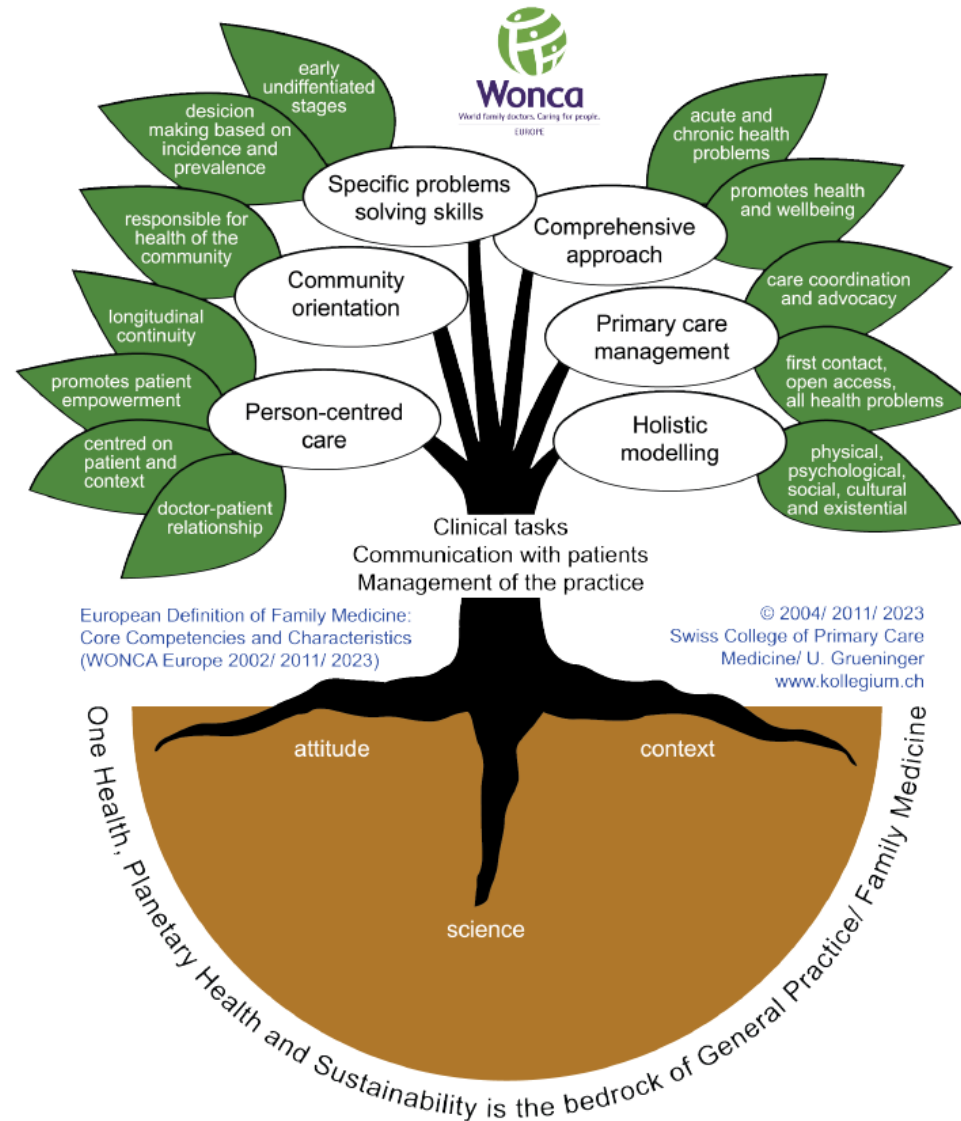 Wonca
World family doctors. Caring for people.
EUROPE
early
undiffentiated
stages
desicion
making based on
incidence and
prevalence
responsible for
health of the
community
longitudinal
continuity
promotes patient
empowerment
centred on
patient and
context
doctor-patient
relationship
Specific problems
solving skills
Community
orientation
Person-centred
care
Comprehensive
approach
Primary care
management
Holistic
modelling
acute and
chronic health
problems
promotes health
and wellbeing
care coordination
and advocacy
first contact,
open access,
all health problems
physical,
psychological,
social, cultural
and existential
Clinical tasks
Communication with patients
Management of the practice
European Definition of Family Medicine:
Core Competencies and Characteristics
(WONCA Europe 2002/ 2011/ 2023)
© 2004/ 2011/ 2023
Swiss College of Primary Care
Medicine/ U. Grueninger
www.kollegium.ch
attitude
context
science
One Health, Planetary Health and Sustainability is the bedrock of General Practice/ Family Medicine